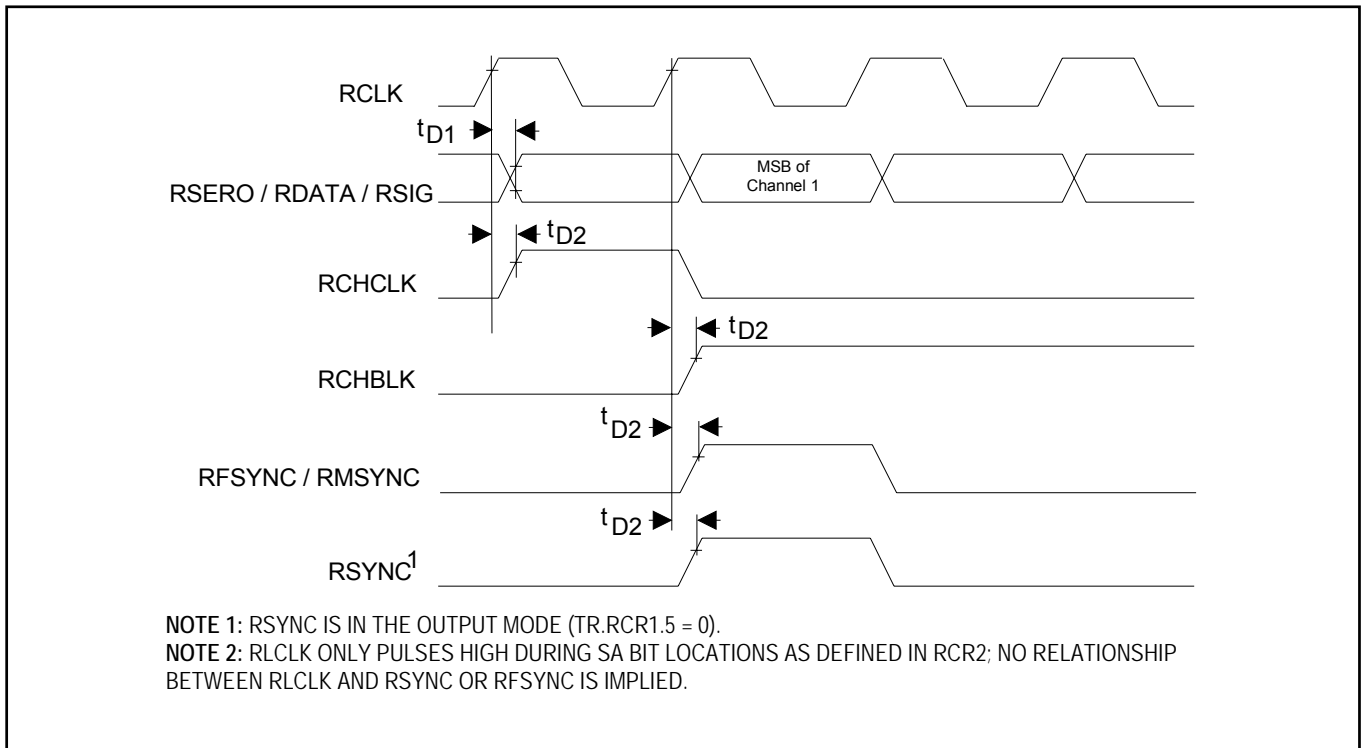 RCLK
tD1
MSB of
Channel 1
RSERO / RDATA / RSIG
tD2
RCHCLK
tD2
RCHBLK
tD2
RFSYNC / RMSYNC
tD2
RSYNC1
NOTE 1: RSYNC IS IN THE OUTPUT MODE (TR.RCR1.5 = 0).
NOTE 2: RLCLK ONLY PULSES HIGH DURING SA BIT LOCATIONS AS DEFINED IN RCR2; NO RELATIONSHIP
BETWEEN RLCLK AND RSYNC OR RFSYNC IS IMPLIED.